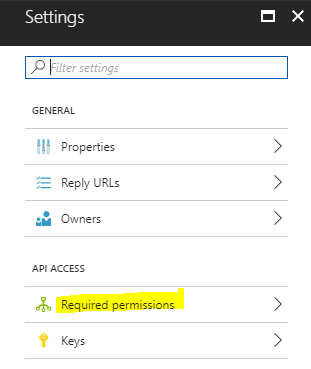 Settings
Filter settings
GENERAL
Properties
Reply URLs
Owners
API ACCESS
Required permissions
Keys